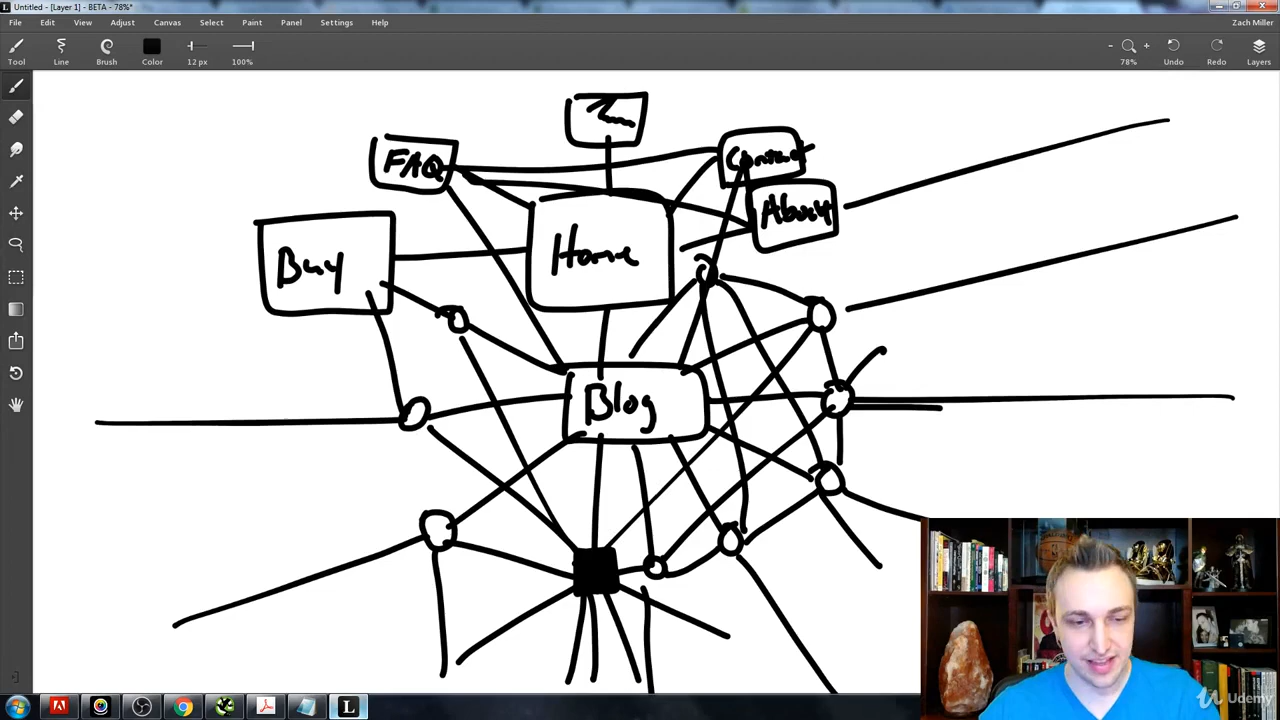 Untitled - [Layer 1] - BETA - 78%*
File Edit View Adjust Canvas Select Paint Panel Settings Help
Zach Miller
Tool Line Brush Color 12 px 100% - + 78% Undo Redo Layers
FAQ
Contact
About
Buy
Home
Blog
Udemy